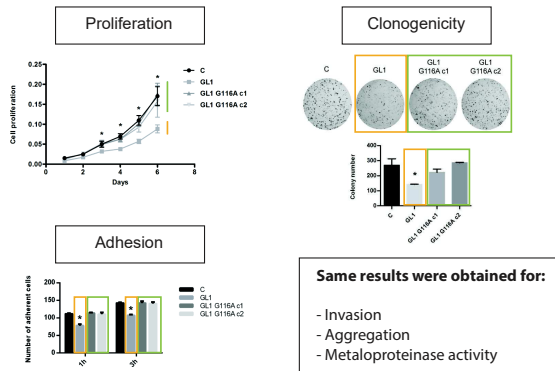 Proliferation
Cell proliferation
0.25
0.20
0.15
0.10
0.05
0.00
* * * *
0 2 4 6
Days
C
GL1
GL1 G116A c1
GL1 G116A c2
Clonogenicity
C
GL1
GL1
G116A c1
GL1
G116A c2
Colony number
400
300
200
100
0
*
C
GL1
GL1 G116A c1
GL1 G116A c2
Adhesion
Number of adherent cells
200
150
100
50
0
* *
1h
3h
C
GL1
GL1 G116A c1
GL1 G116A c2
Same results were obtained for:
- Invasion
- Aggregation
- Metaloproteinase activity